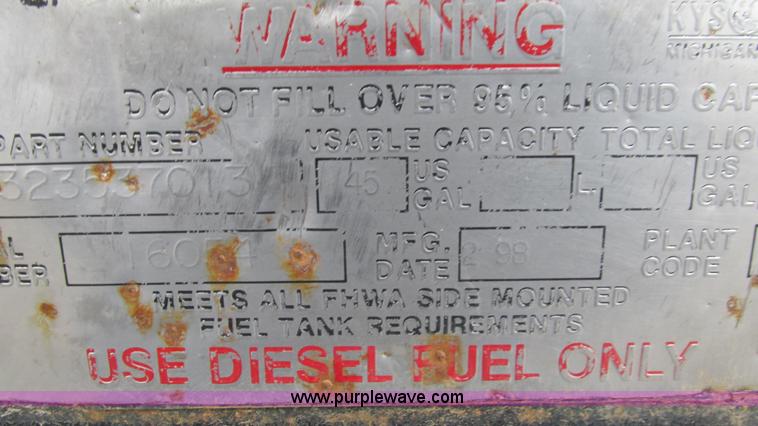 WARNING
KYS
MICHIGAN
DO NOT FILL OVER 95% LIQUID CAP
PART NUMBER USABLE CAPACITY TOTAL LIQ
45 US GAL L US GAL
MFG. DATE 2 98 PLANT CODE
MEETS ALL FHWA SIDE MOUNTED
FUEL TANK REQUIREMENTS
USE DIESEL FUEL ONLY
www.purplewave.com